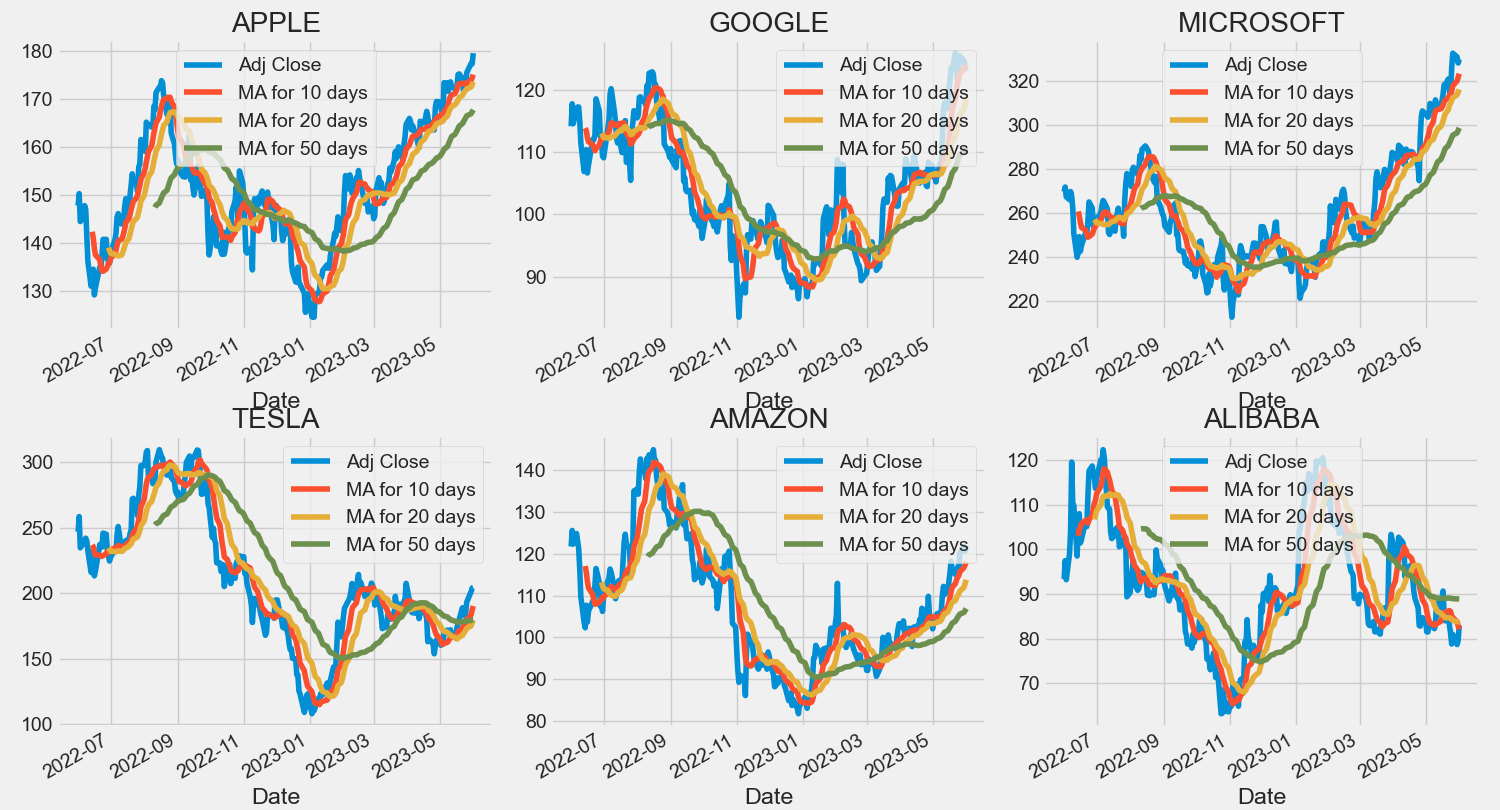 APPLE
180
170
160
150
140
130
Adj Close
MA for 10 days
MA for 20 days
MA for 50 days
2022-07
2022-09
2022-11
2023-01
2023-03
2023-05
Date
GOOGLE
120
110
100
90
Adj Close
MA for 10 days
MA for 20 days
MA for 50 days
2022-07
2022-09
2022-11
2023-01
2023-03
2023-05
MICROSOFT
320
300
280
260
240
220
Adj Close
MA for 10 days
MA for 20 days
MA for 50 days
2022-07
2022-09
2022-11
2023-01
2023-03
2023-05
Date
TESLA
300
250
200
150
100
Adj Close
MA for 10 days
MA for 20 days
MA for 50 days
2022-07
2022-09
2022-11
2023-01
2023-03
2023-05
Date
AMAZON
140
130
120
110
100
90
80
Adj Close
MA for 10 days
MA for 20 days
MA for 50 days
2022-07
2022-09
2022-11
2023-01
2023-03
2023-05
Date
ALIBABA
120
110
100
90
80
70
Adj Close
MA for 10 days
MA for 20 days
MA for 50 days
2022-07
2022-09
2022-11
2023-01
2023-03
2023-05
Date